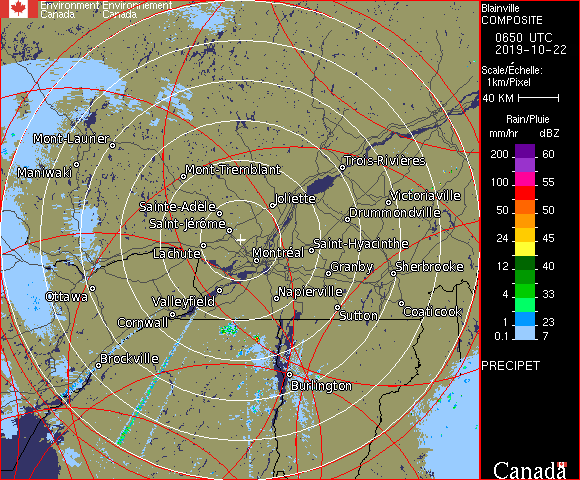 Environment Environnement
Canada Canada
Blainville
COMPOSITE
0650 UTC
2019-10-22
Scale/Échelle:
1km/Pixel
40 KM
Rain/Pluie
mm/hr dBZ
200 60
100 55
50 50
24 45
12 40
4 33
1 23
0.1 7
PRECIPET
Mont-Laurier
Maniwaki
Mont-Tremblant
Trois-Rivières
Sainte-Adèle
Joliette
Victoriaville
Saint-Jérôme
Drummondville
Lachute
Montréal
Saint-Hyacinthe
Granby
Sherbrooke
Ottawa
Valleyfield
Napierville
Cornwall
Sutton
Coaticook
Brockville
Burlington
Canada